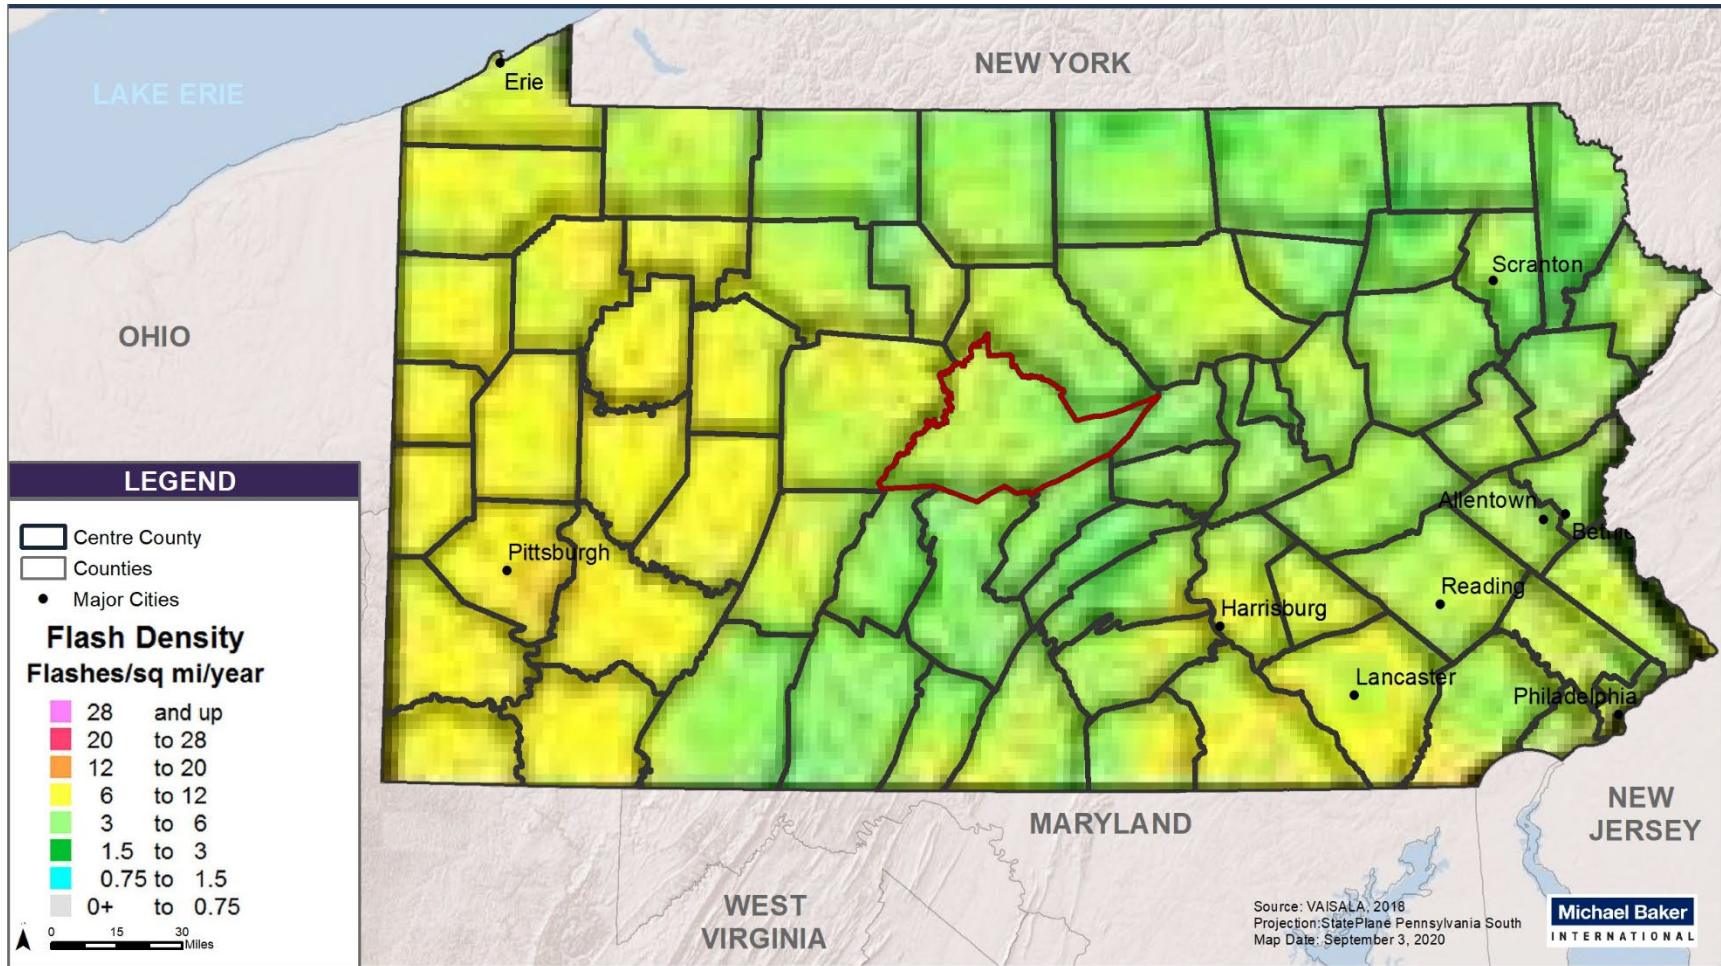 LAKE ERIE
Erie
NEW YORK
Scranton
OHIO
LEGEND
Centre County
Counties
Major Cities
Flash Density
Flashes/sq mi/year
28 and up
20 to 28
12 to 20
6 to 12
3 to 6
1.5 to 3
0.75 to 1.5
0+ to 0.75
0 15 30
Miles
Pittsburgh
Allentown
Reading
Harrisburg
Lancaster
Philadelphia
NEW
JERSEY
MARYLAND
WEST
VIRGINIA
Source: VAISALA, 2018
Projection:StatePlane Pennsylvania South
Map Date: September 3, 2020
Michael Baker
INTERNATIONAL